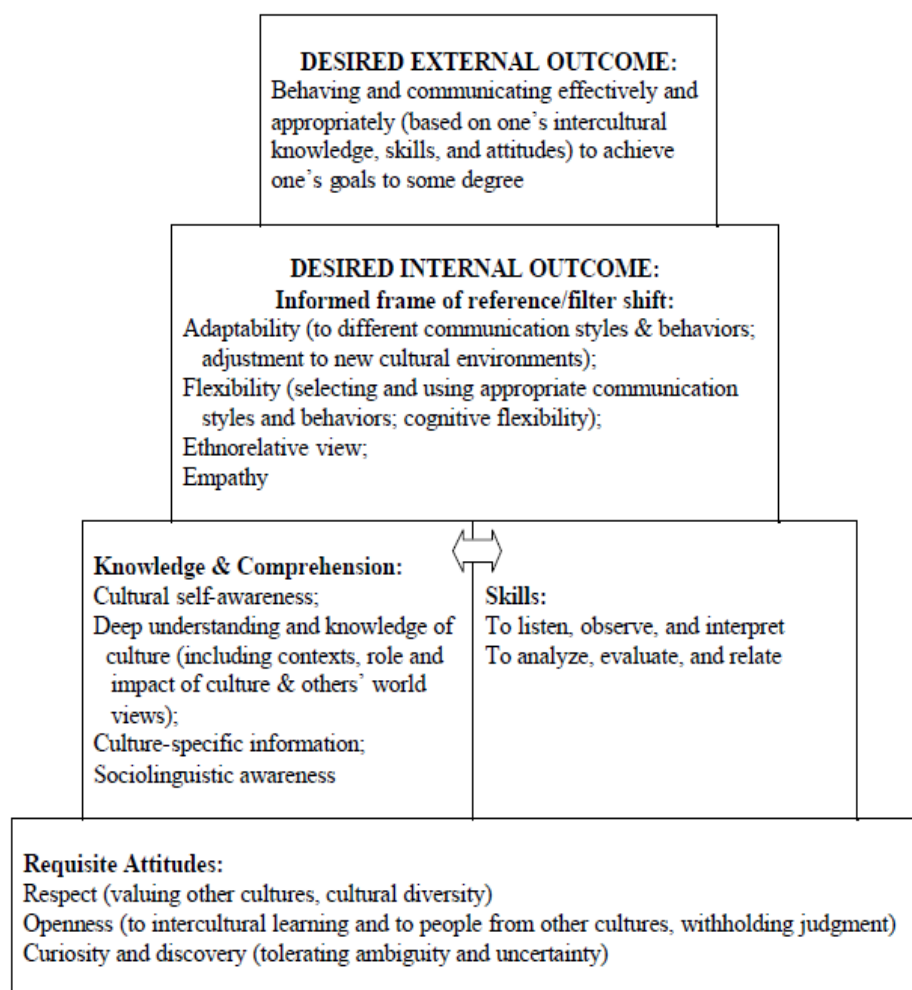 DESIRED EXTERNAL OUTCOME:
Behaving and communicating effectively and
appropriately (based on one's intercultural
knowledge, skills, and attitudes) to achieve
one's goals to some degree
DESIRED INTERNAL OUTCOME:
Informed frame of reference/filter shift:
Adaptability (to different communication styles & behaviors;
adjustment to new cultural environments);
Flexibility (selecting and using appropriate communication
styles and behaviors; cognitive flexibility);
Ethnorelative view;
Empathy
Knowledge & Comprehension:
Cultural self-awareness;
Deep understanding and knowledge of
culture (including contexts, role and
impact of culture & others' world
views);
Culture-specific information;
Sociolinguistic awareness
Skills:
To listen, observe, and interpret
To analyze, evaluate, and relate
Requisite Attitudes:
Respect (valuing other cultures, cultural diversity)
Openness (to intercultural learning and to people from other cultures, withholding judgment)
Curiosity and discovery (tolerating ambiguity and uncertainty)